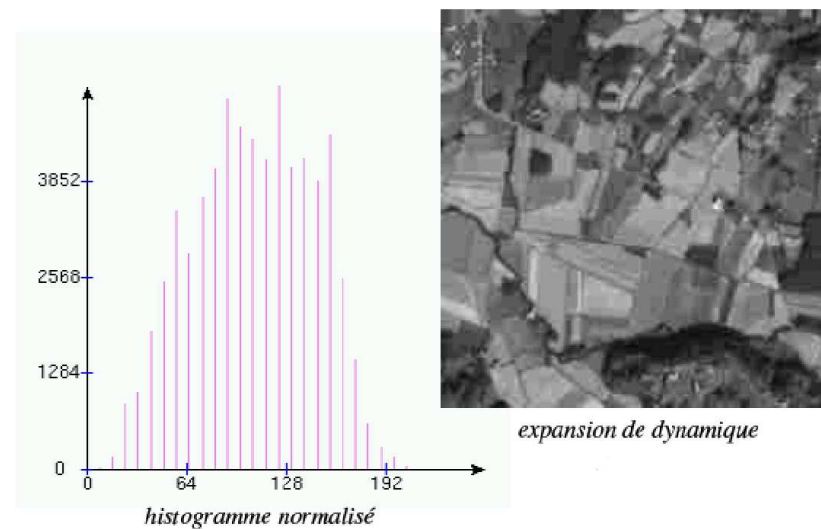 3852
2568
1284
0
0 64 128 192
histogramme normalisé
expansion de dynamique